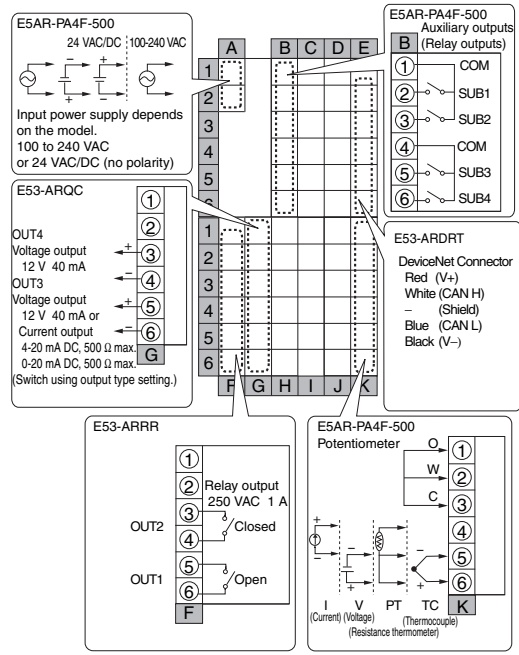 E5AR-PA4F-500
24 VAC/DC 100-240 VAC
+ − + −
Input power supply depends
on the model.
100 to 240 VAC
or 24 VAC/DC (no polarity)
A B C D E
1
2
3
4
5
6
1
2
3
4
5
6
F G H I J K
E5AR-PA4F-500
Auxiliary outputs
(Relay outputs)
B
1 COM
2 SUB1
3 SUB2
4 COM
5 SUB3
6 SUB4
E53-ARQC
1
2
OUT4
Voltage output + 3
12 V 40 mA
− 4
OUT3
Voltage output + 5
12 V 40 mA or
Current output − 6
4-20 mA DC, 500 Ω max.
0-20 mA DC, 500 Ω max.
G
(Switch using output type setting.)
E53-ARDRT
DeviceNet Connector
Red (V+)
White (CAN H)
– (Shield)
Blue (CAN L)
Black (V−)
E53-ARRR
1
2 Relay output
250 VAC 1 A
OUT2 3 4 Closed
OUT1 5 6 Open
F
E5AR-PA4F-500
Potentiometer
O 1
W 2
C 3
4
− 5
+ 6
+ − − +
I V PT TC K
(Current) (Voltage) (Thermocouple)
(Resistance thermometer)